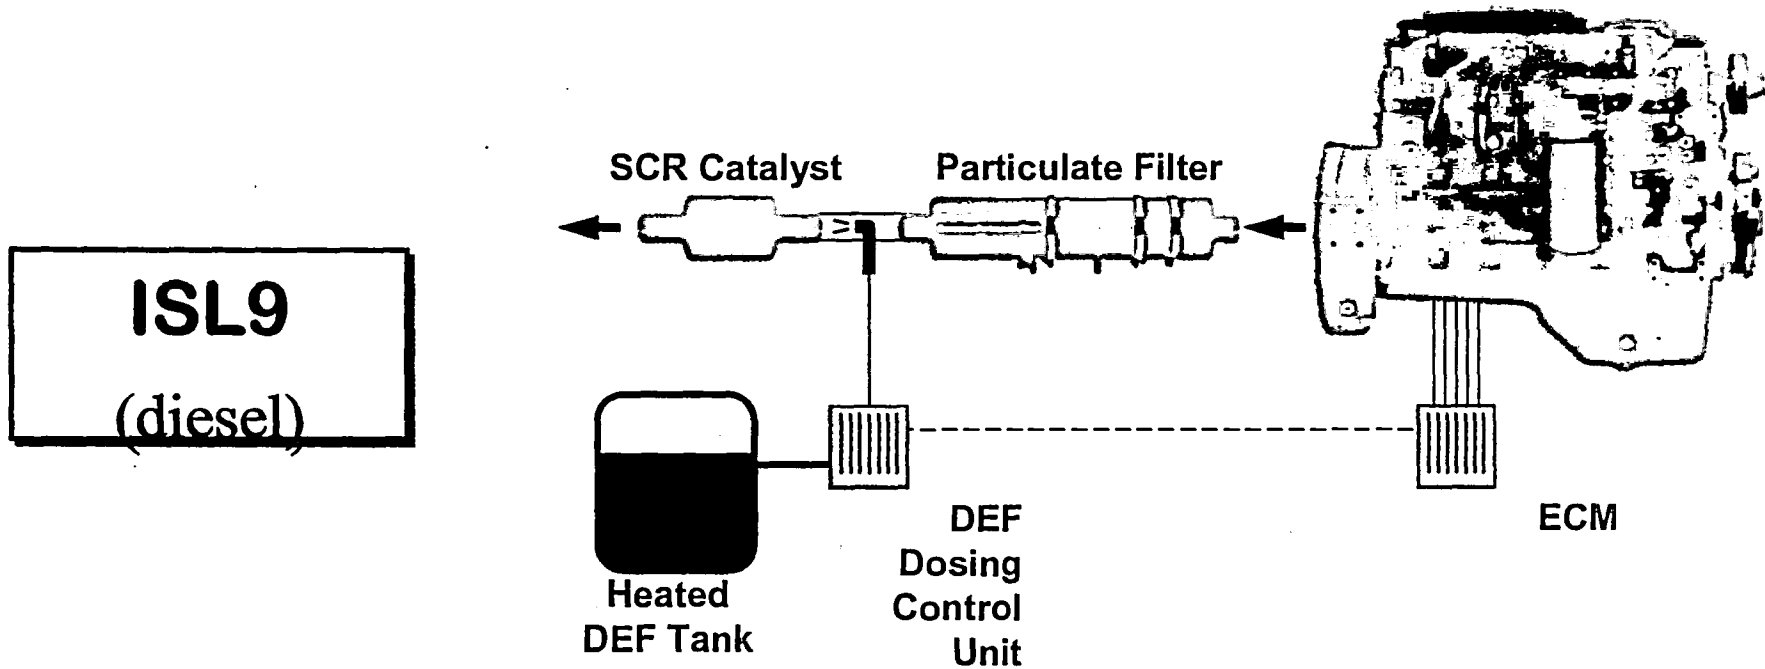 SCR Catalyst
Particulate Filter
ISL9
(diesel)
Heated
DEF Tank
DEF
Dosing
Control
Unit
ECM